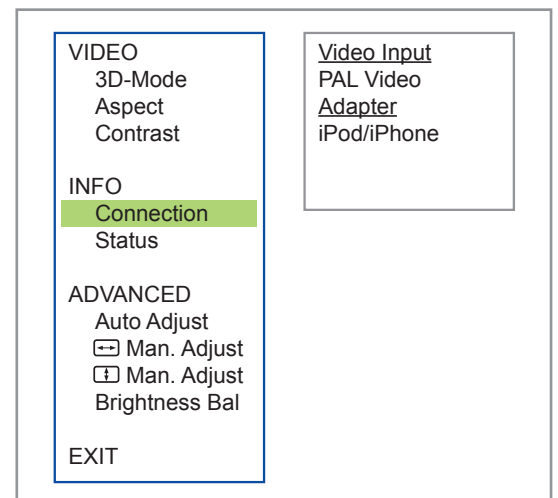 VIDEO
3D-Mode
Aspect
Contrast
INFO
Connection
Status
ADVANCED
Auto Adjust
Man. Adjust
Man. Adjust
Brightness Bal
EXIT
Video Input
PAL Video
Adapter
iPod/iPhone